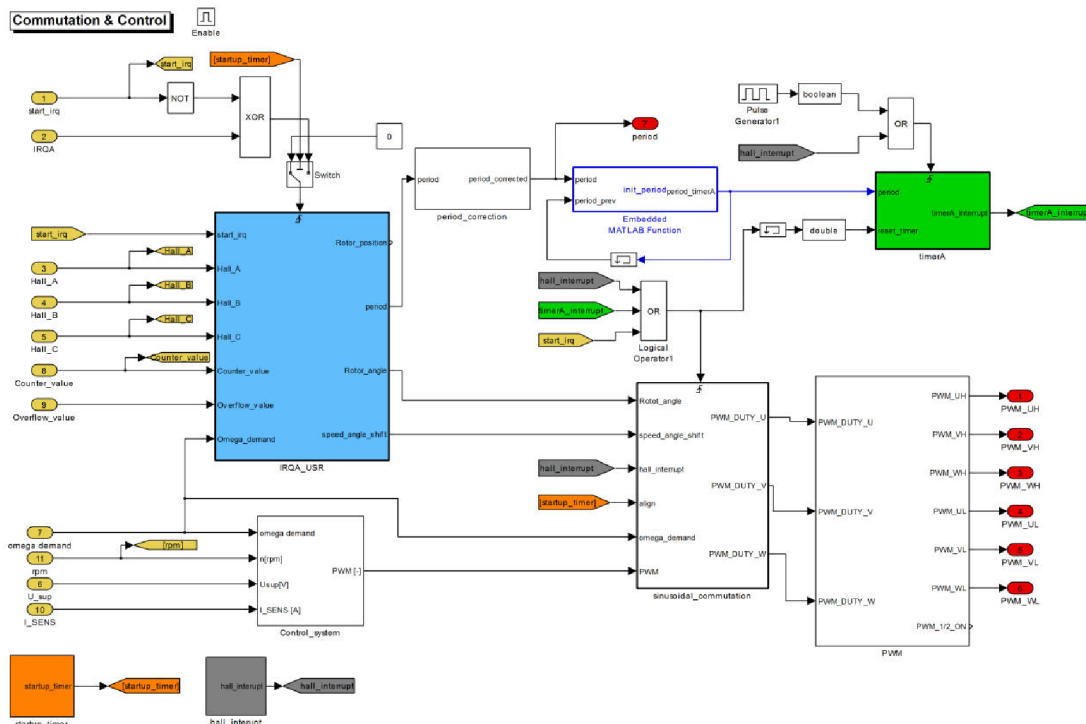 Commutation & Control
Enable
start_irq
[startup_timer]
1
start_irq
NOT
XOR
2
IRQA
0
Switch
Pulse
Generator1
boolean
OR
hall_interrupt
7
period
period
period_corrected
period_correction
period
period_prev
init_period
period_timerA
Embedded
MATLAB Function
period
reset_timer
timerA_interrupt
timerA
timerA_interrupt
double
start_irq
start_irq
Rotor_position
Hall_A
3
Hall_A
Hall_A
Hall_B
4
Hall_B
Hall_B
period
Hall_C
5
Hall_C
Hall_C
Counter_value
8
Counter_value
Counter_value
Rotor_angle
9
Overflow_value
Overflow_value
speed_angle_shift
Omega_demand
IRQA_USR
hall_interrupt
timerA_interrupt
start_irq
OR
Logical
Operator1
Rotot_angle
speed_angle_shift
hall_interrupt
hall_interrupt
[startup_timer]
align
omega_demand
PWM
PWM_DUTY_U
PWM_DUTY_V
PWM_DUTY_W
sinusoidal_commutation
PWM_DUTY_U
PWM_DUTY_V
PWM_DUTY_W
PWM_UH
PWM_VH
PWM_WH
PWM_UL
PWM_VL
PWM_WL
PWM_1/2_ON
PWM
1
PWM_UH
2
PWM_VH
3
PWM_WH
4
PWM_UL
5
PWM_VL
6
PWM_WL
7
omega demand
[rpm]
11
rpm
6
U_sup
10
I_SENS
omega demand
n[rpm]
Usup[V]
I_SENS [A]
PWM [-]
Control_system
startup_timer
[startup_timer]
startup_timer
hall_interupt
hall_interrupt
hall_interupt